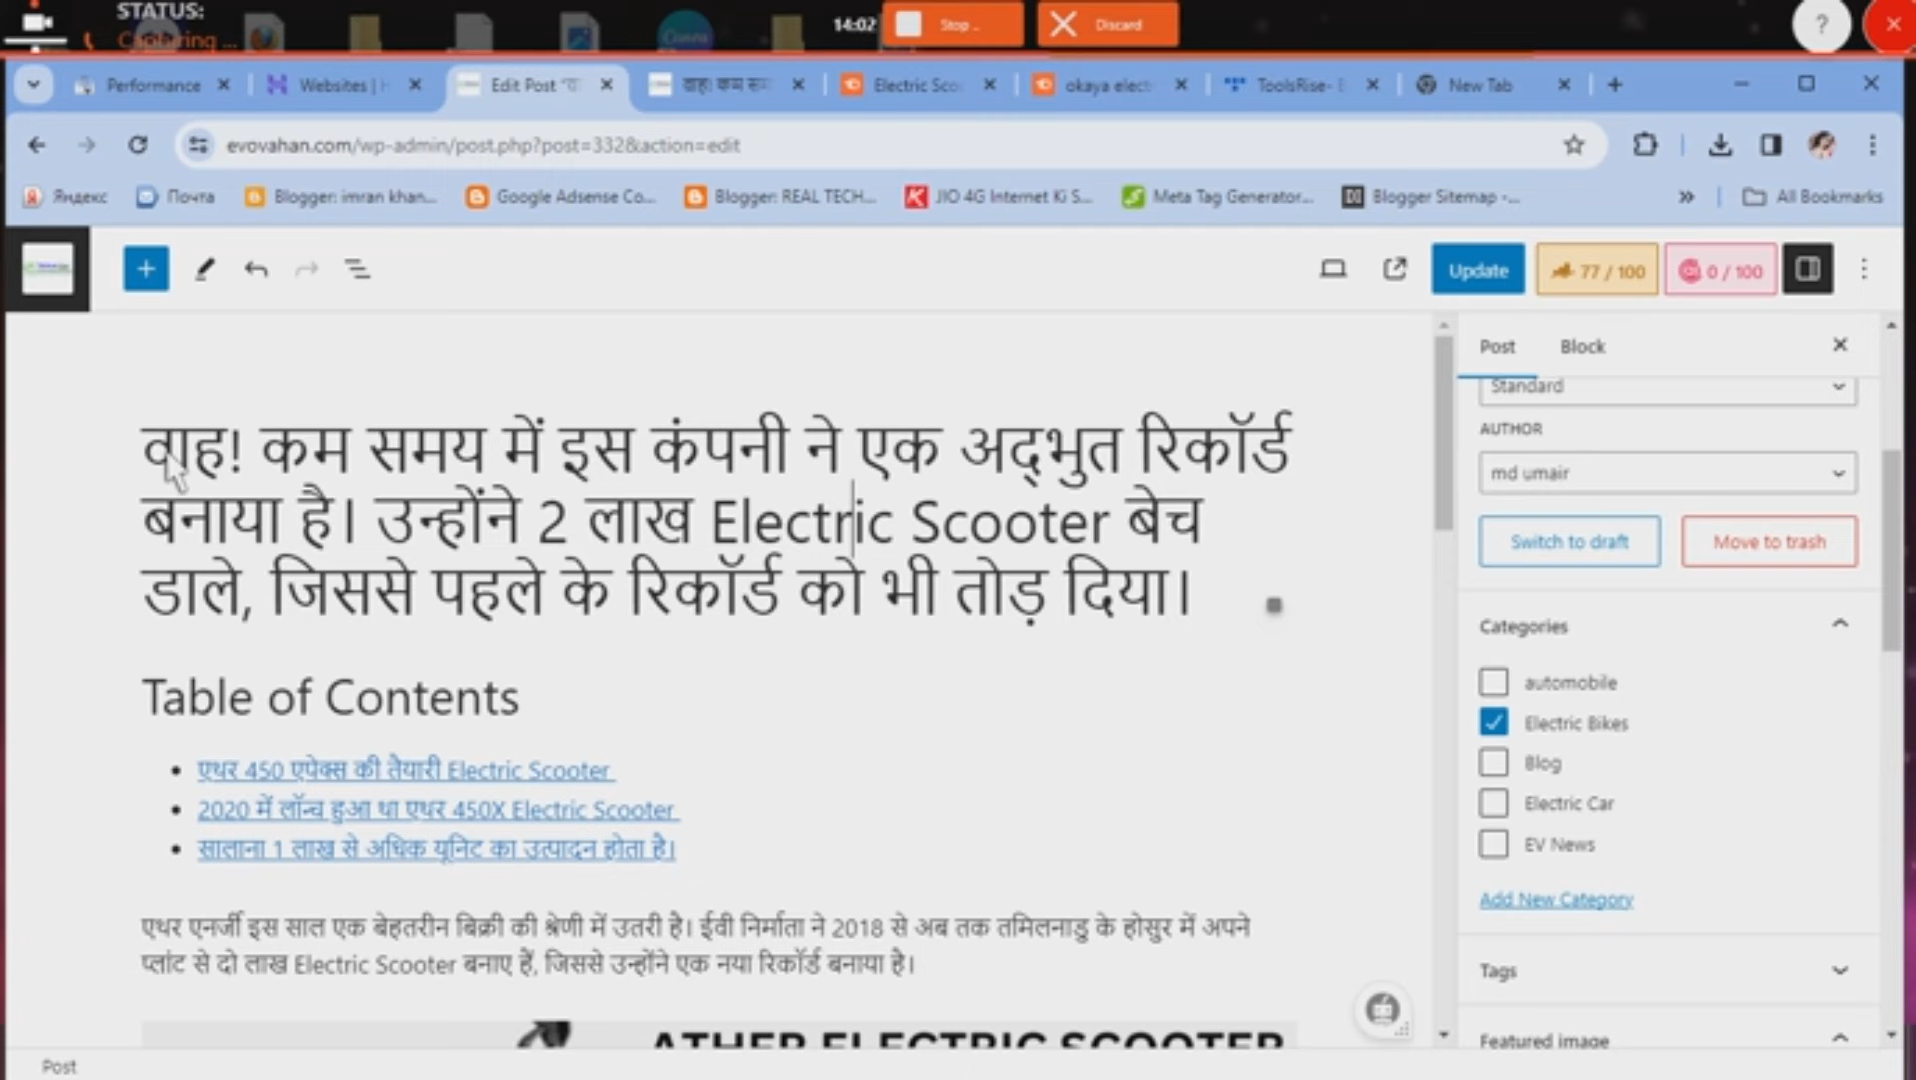 STATUS:
Capturing ...
14:02
Stop ..
Discard
?
Performance
Websites | H
Edit Post "व
वाह! कम सम
Electric Sco
okaya elect
ToolsRise- E
New Tab
evovahan.com/wp-admin/post.php?post=332&action=edit
Яндекс
Почта
Blogger: imran khan...
Google Adsense Co...
Blogger: REAL TECH...
JIO 4G Internet Ki S...
Meta Tag Generator...
Blogger Sitemap -...
All Bookmarks
Update
77 / 100
0 / 100
Post
Block
Standard
AUTHOR
md umair
Switch to draft
Move to trash
Categories
automobile
Electric Bikes
Blog
Electric Car
EV News
Add New Category
Tags
Featured image
वाह! कम समय में इस कंपनी ने एक अद्भुत रिकॉर्ड
बनाया है। उन्होंने 2 लाख Electric Scooter बेच
डाले, जिससे पहले के रिकॉर्ड को भी तोड़ दिया।
Table of Contents
एथर 450 एपेक्स की तैयारी Electric Scooter
2020 में लॉन्च हुआ था एथर 450X Electric Scooter
सालाना 1 लाख से अधिक यूनिट का उत्पादन होता है।
एथर एनर्जी इस साल एक बेहतरीन बिक्री की श्रेणी में उतरी है। ईवी निर्माता ने 2018 से अब तक तमिलनाडु के होसुर में अपने
प्लांट से दो लाख Electric Scooter बनाए हैं, जिससे उन्होंने एक नया रिकॉर्ड बनाया है।
ATHER ELECTRIC SCOOTER
Post